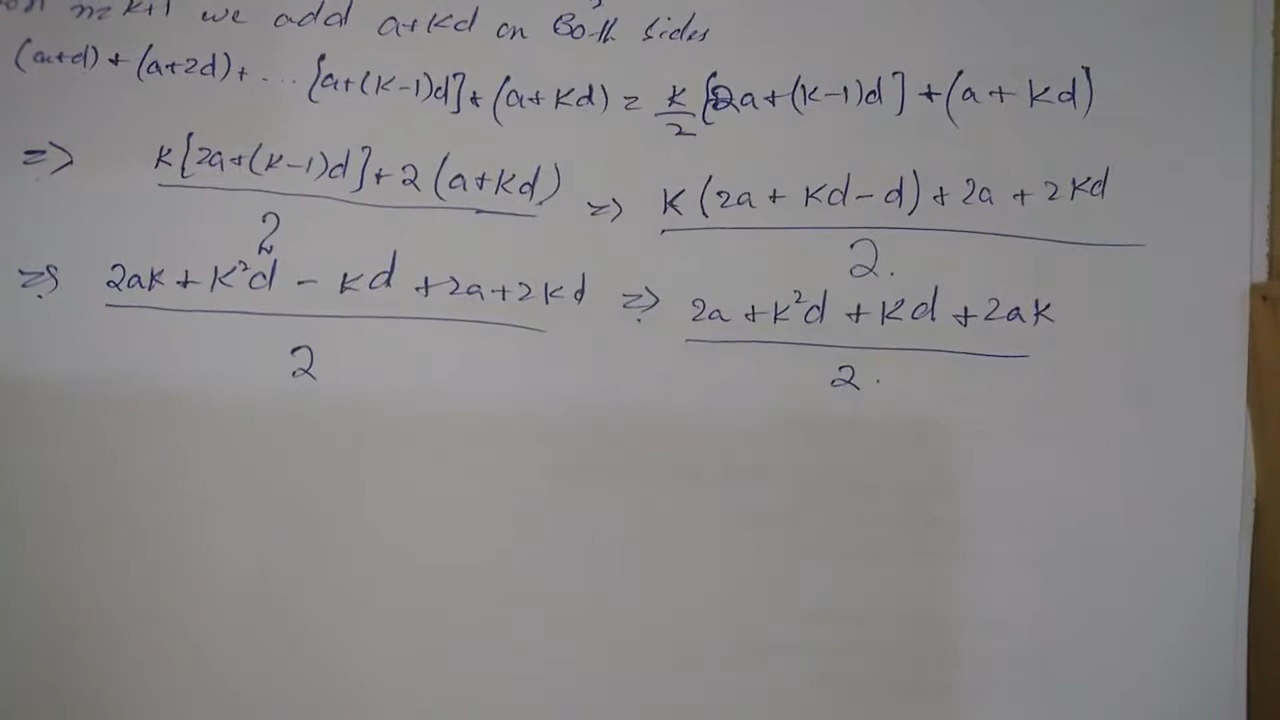 n=k+1 we add a+kd on Both sides
(a+d) + (a+2d) + ... [a+(k-1)d] + (a+kd) = k/2 [2a+(k-1)d] + (a+kd)
=> k[2a+(k-1)d]+2(a+kd) / 2 => k(2a+kd-d)+2a+2kd / 2.
=> 2ak+k²d-kd+2a+2kd / 2 => 2a+k²d+kd+2ak / 2.